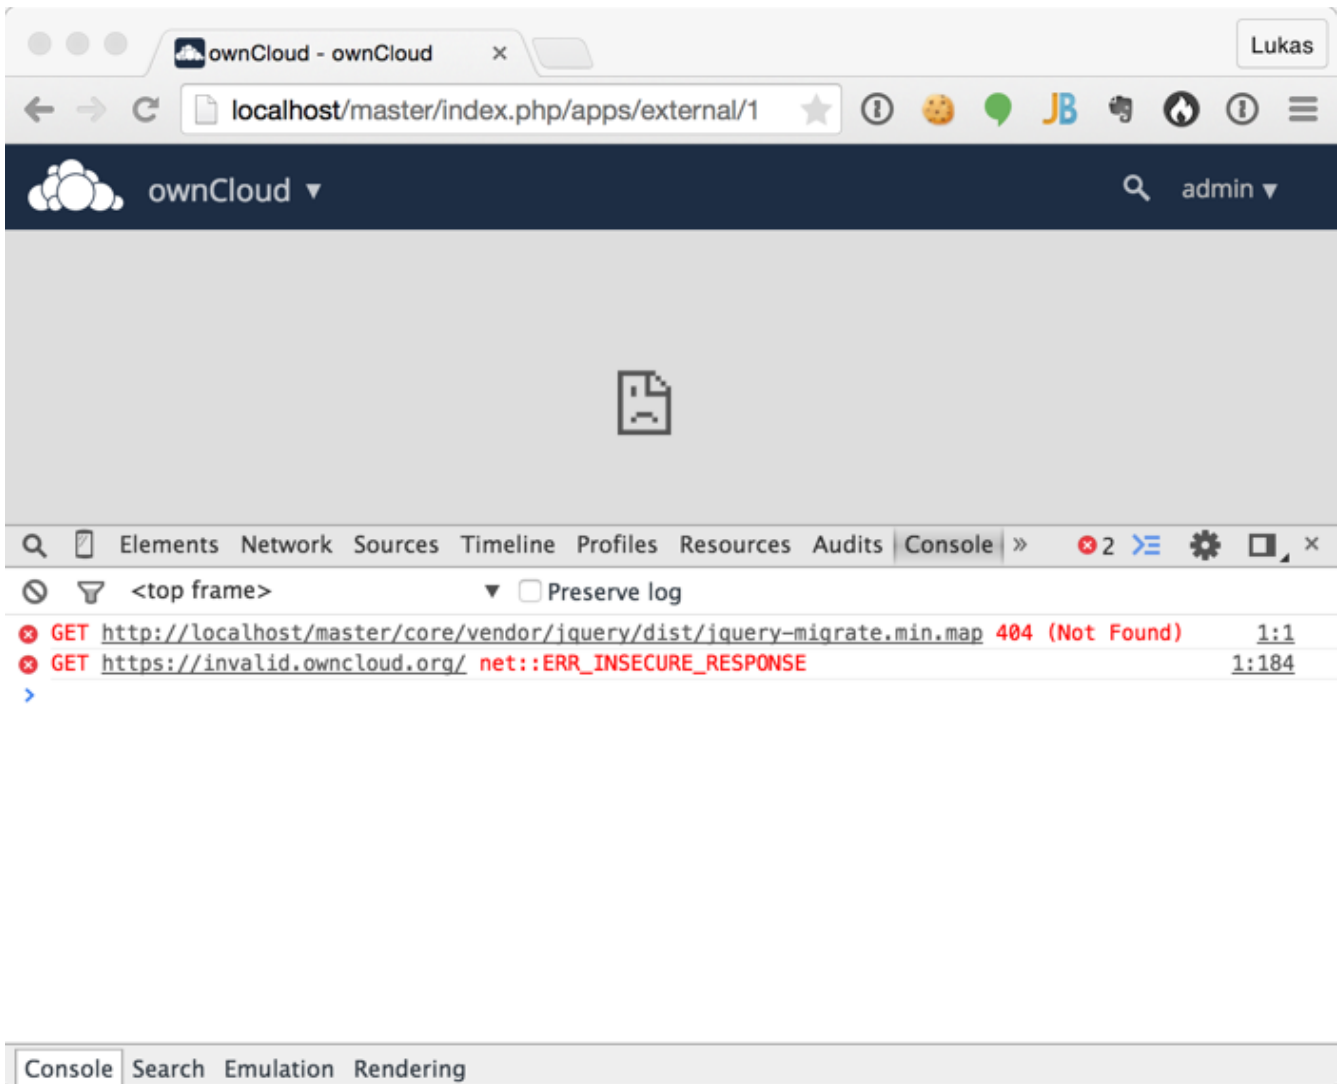 ownCloud - ownCloud × Lukas
localhost/master/index.php/apps/external/1 JB
ownCloud ▼ admin ▼
Elements Network Sources Timeline Profiles Resources Audits Console » 2 ×
<top frame> ▼ Preserve log
GET http://localhost/master/core/vendor/jquery/dist/jquery-migrate.min.map 404 (Not Found) 1:1
GET https://invalid.owncloud.org/ net::ERR_INSECURE_RESPONSE 1:184
>
Console Search Emulation Rendering